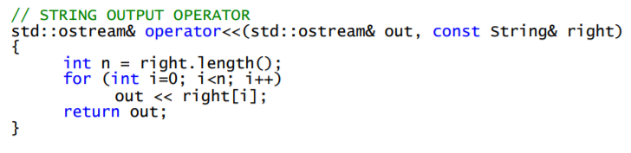 // STRING OUTPUT OPERATOR
std::ostream& operator<<(std::ostream& out, const String& right)
{
      int n = right.length();
      for (int i=0; i<n; i++)
            out << right[i];
      return out;
}